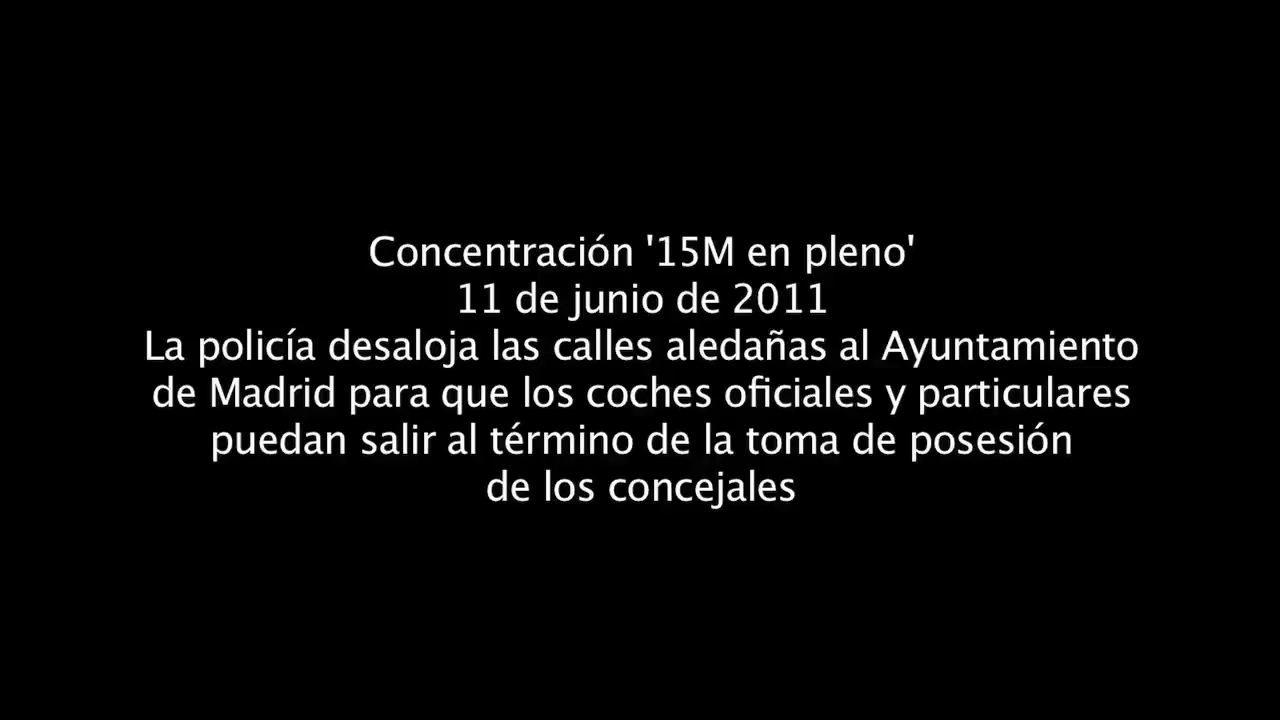 Concentración '15M en pleno'
11 de junio de 2011
La policía desaloja las calles aledañas al Ayuntamiento
de Madrid para que los coches oficiales y particulares
puedan salir al término de la toma de posesión
de los concejales